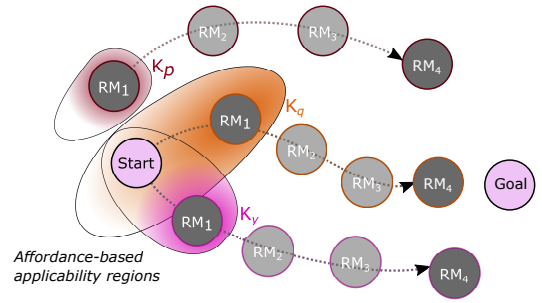 RM2
RM3
RM4
Kp
RM1
RM1
Kq
RM2
Start
RM3
RM4
Goal
RM1
Ky
RM2
RM3
RM4
Affordance-based
applicability regions